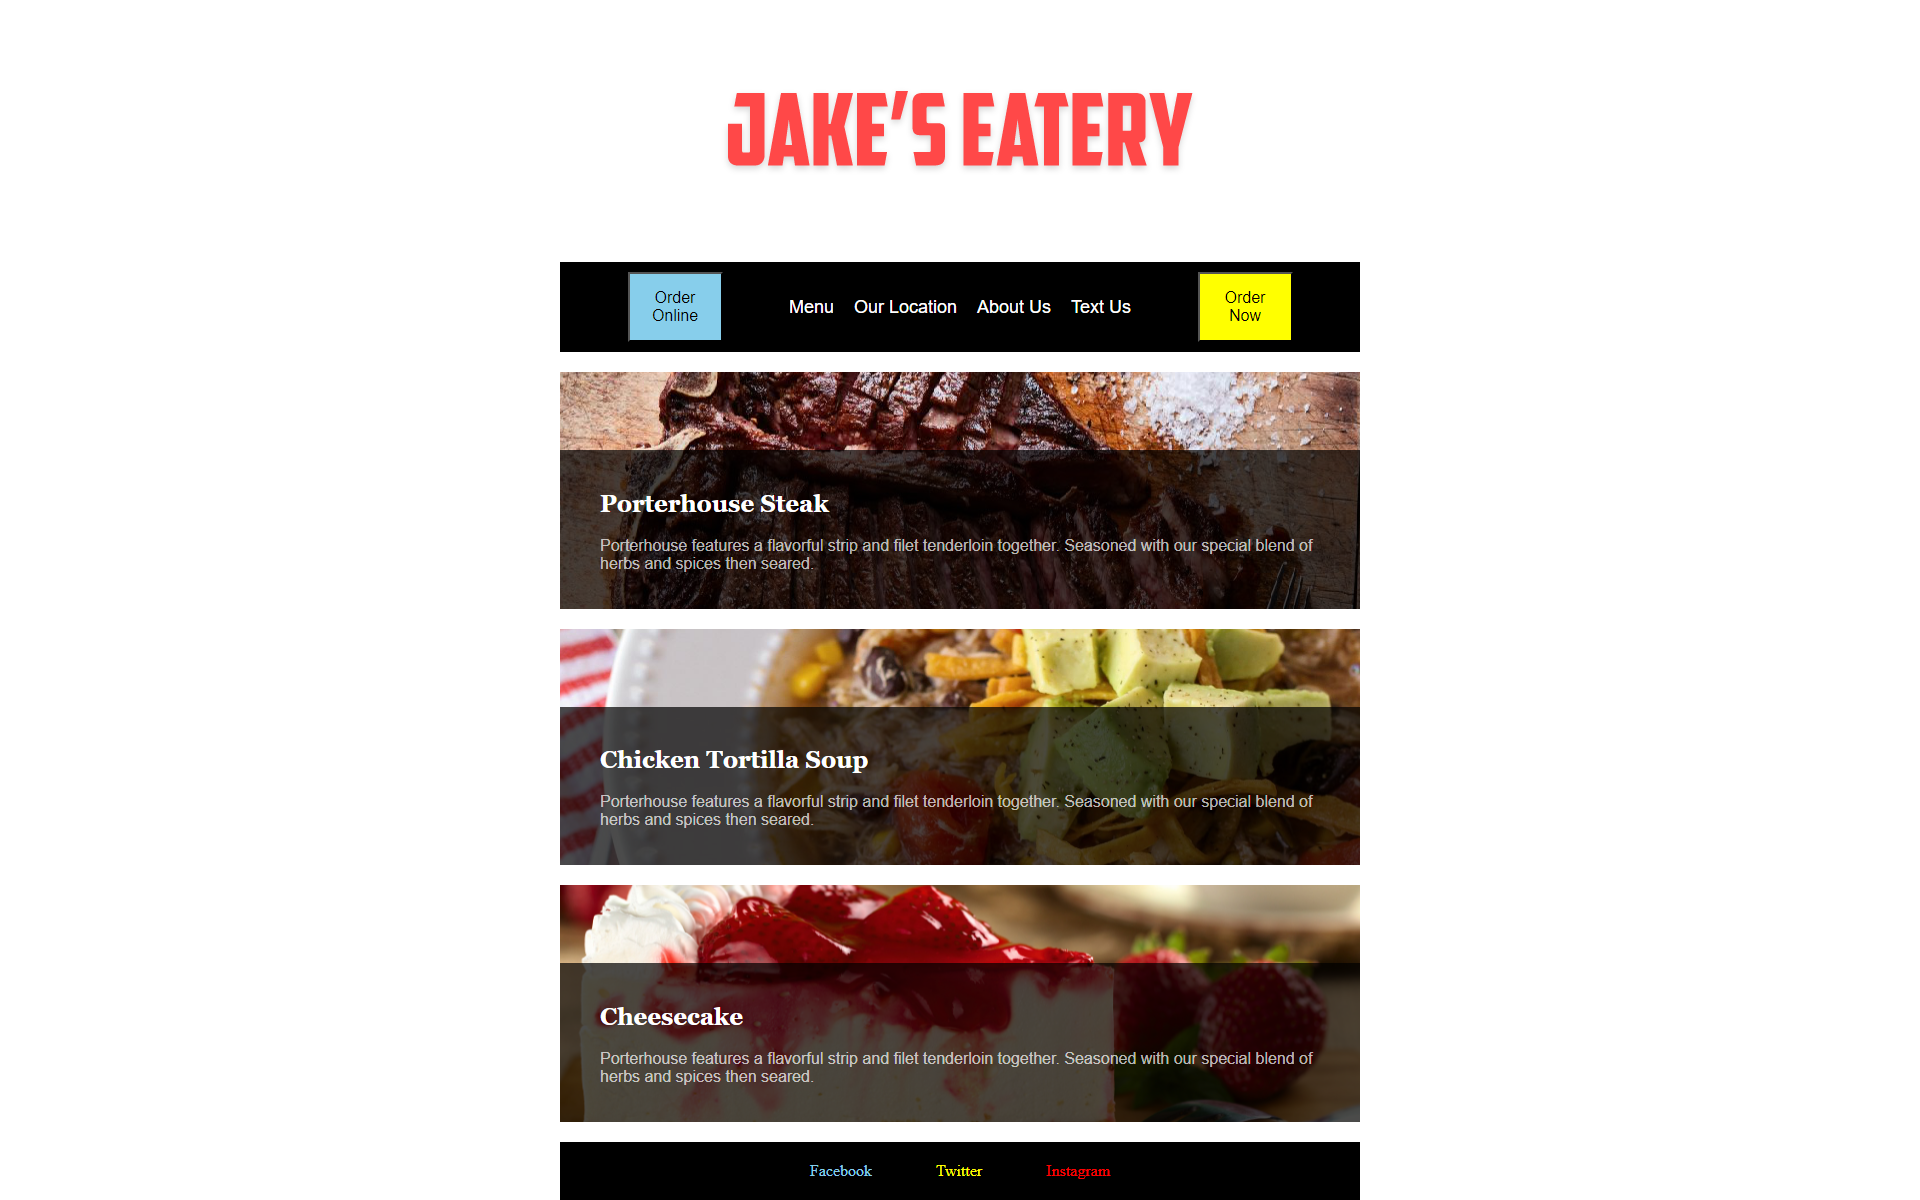 JAKE'S EATERY
Order
Online
Menu Our Location About Us Text Us
Order
Now
Porterhouse Steak
Porterhouse features a flavorful strip and filet tenderloin together. Seasoned with our special blend of
herbs and spices then seared.
Chicken Tortilla Soup
Porterhouse features a flavorful strip and filet tenderloin together. Seasoned with our special blend of
herbs and spices then seared.
Cheesecake
Porterhouse features a flavorful strip and filet tenderloin together. Seasoned with our special blend of
herbs and spices then seared.
Facebook Twitter Instagram